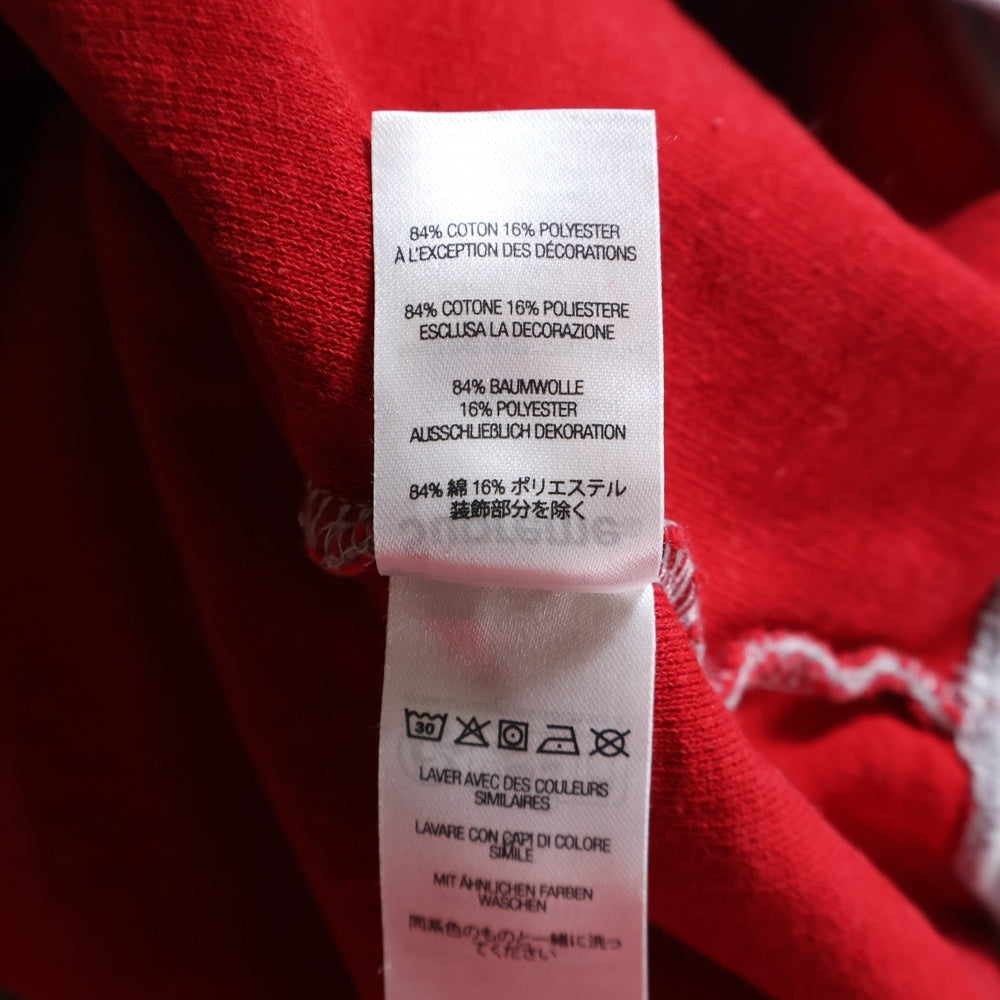 84% COTON 16% POLYESTER
À L'EXCEPTION DES DÉCORATIONS
84% COTONE 16% POLIESTERE
ESCLUSA LA DECORAZIONE
84% BAUMWOLLE
16% POLYESTER
AUSSCHLIEßLICH DEKORATION
84% 綿 16% ポリエステル
装飾部分を除く
supreme
30
LAVER AVEC DES COULEURS
SIMILAIRES
LAVARE CON CAPI DI COLORE
SIMILE
MIT ÄHNLICHEN FARBEN
WASCHEN
同系色のものと一緒に洗っ
てください